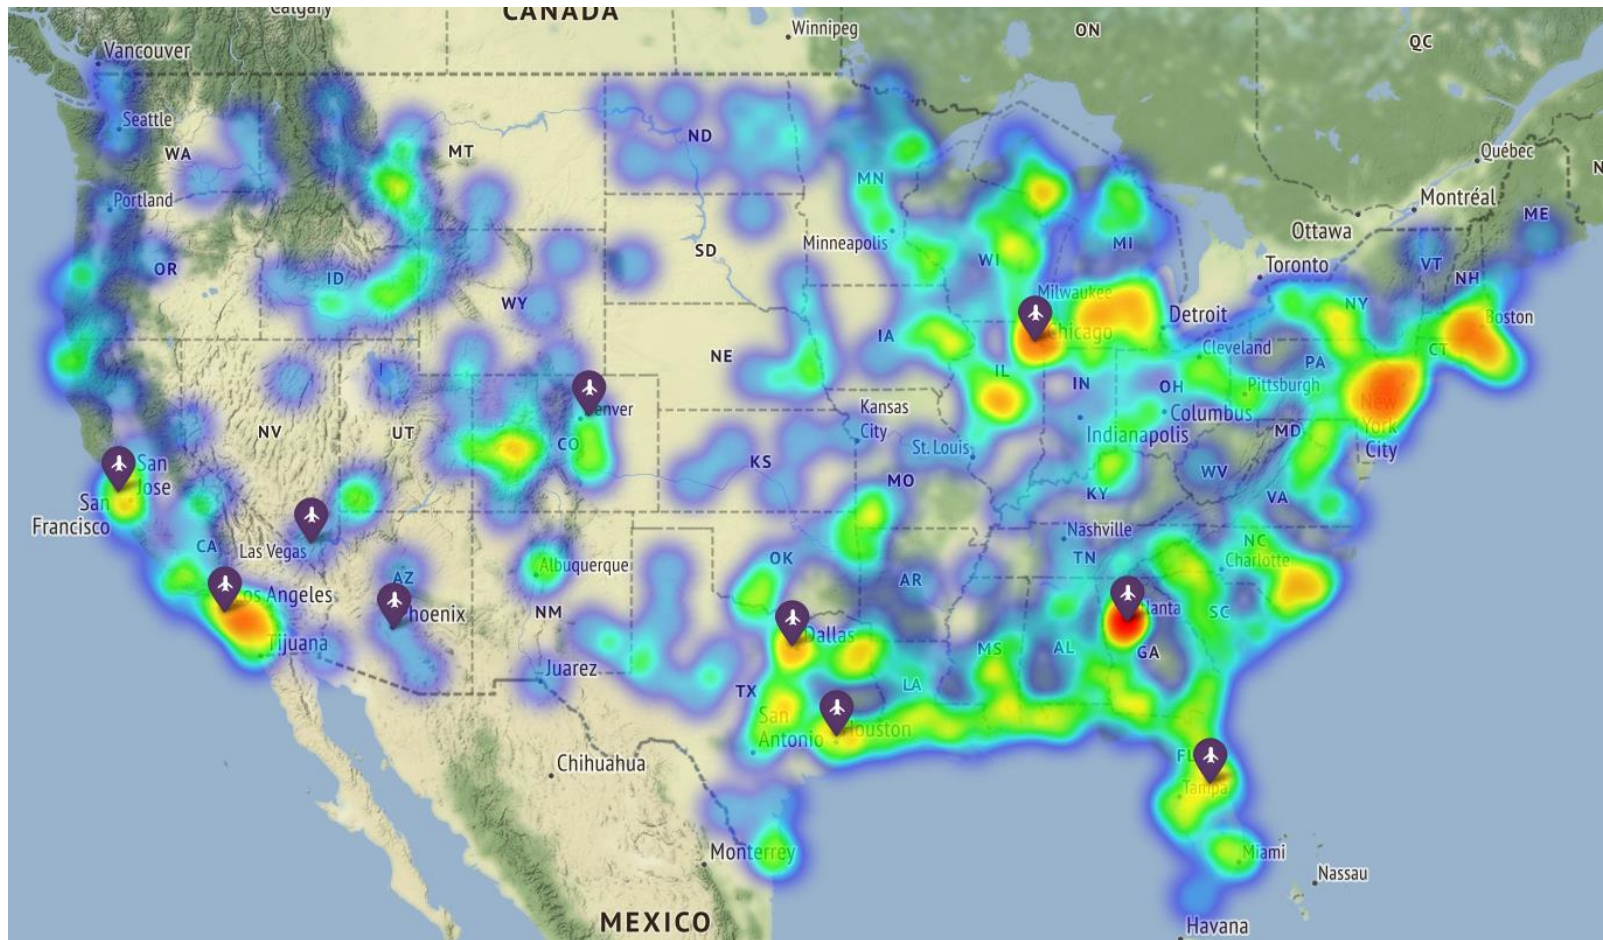 Calgary
CANADA
Winnipeg
ON
QC
Vancouver
Seattle
WA
MT
ND
MN
Québec
Portland
Montréal
ME
Ottawa
OR
ID
SD
Minneapolis
WI
MI
Toronto
VT
NH
WY
Milwaukee
Detroit
NY
Boston
NE
IA
Chicago
Cleveland
PA
CT
IL
IN
OH
Pittsburgh
NV
UT
CO
Kansas
City
Columbus
New
York
City
Indianapolis
MD
San
Jose
KS
St. Louis
WV
MO
KY
VA
San
Francisco
CA
Las Vegas
Nashville
NC
Charlotte
AZ
Albuquerque
OK
AR
TN
os Angeles
Phoenix
NM
Dallas
SC
Tijuana
MS
AL
GA
Juarez
TX
LA
San
Antonio
Houston
Chihuahua
FL
Tampa
Monterrey
Miami
Nassau
MEXICO
Havana